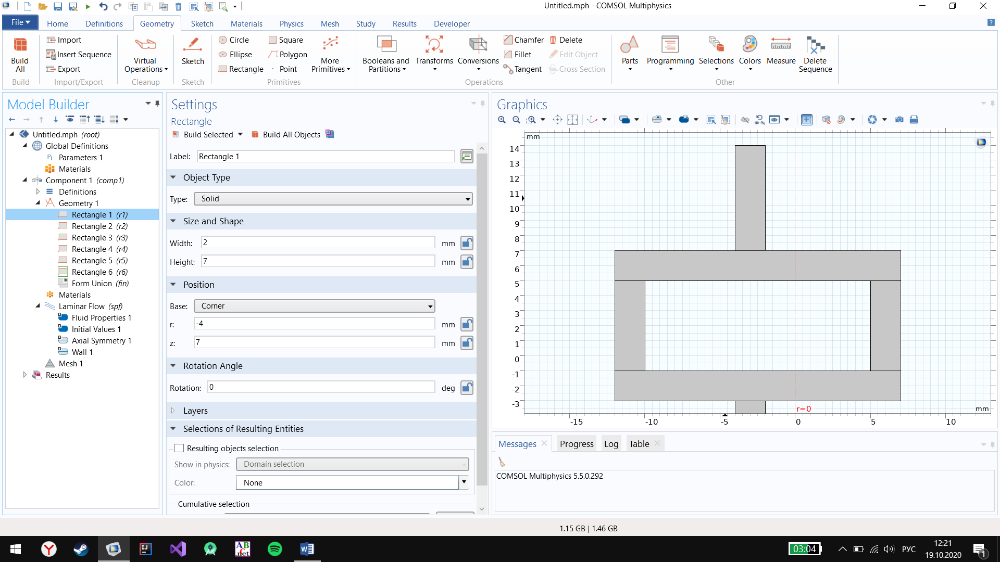 Untitled.mph - COMSOL Multiphysics
File Home Definitions Geometry Sketch Materials Physics Mesh Study Results Developer
Build All
Build
Import
Insert Sequence
Export
Import/Export
Virtual Operations
Cleanup
Sketch
Sketch
Circle Square
Ellipse Polygon
Rectangle Point
More Primitives
Primitives
Booleans and Partitions
Transforms
Conversions
Chamfer Delete
Fillet Edit Object
Tangent Cross Section
Operations
Parts
Programming
Selections
Colors
Measure
Delete Sequence
Other
Model Builder
Untitled.mph (root)
Global Definitions
Pi Parameters 1
Materials
Component 1 (comp1)
Definitions
Geometry 1
Rectangle 1 (r1)
Rectangle 2 (r2)
Rectangle 3 (r3)
Rectangle 4 (r4)
Rectangle 5 (r5)
Rectangle 6 (r6)
Form Union (fin)
Materials
Laminar Flow (spf)
Fluid Properties 1
Initial Values 1
Axial Symmetry 1
Wall 1
Mesh 1
Results
Settings
Rectangle
Build Selected Build All Objects
Label: Rectangle 1
Object Type
Type: Solid
Size and Shape
Width: 2 mm
Height: 7 mm
Position
Base: Corner
r: -4 mm
z: 7 mm
Rotation Angle
Rotation: 0 deg
Layers
Selections of Resulting Entities
Resulting objects selection
Show in physics: Domain selection
Color: None
Cumulative selection
Graphics
mm
14
13
12
11
10
9
8
7
6
5
4
3
2
1
0
-1
-2
-3
r=0
mm
-15 -10 -5 0 5 10
Messages Progress Log Table
COMSOL Multiphysics 5.5.0.292
1.15 GB | 1.46 GB
AB
C.net
03:04
РУС
12:21
19.10.2020
1